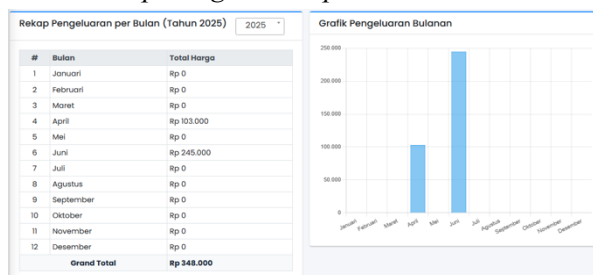 Rekap Pengeluaran per Bulan (Tahun 2025) 2025
# Bulan Total Harga
1 Januari Rp 0
2 Februari Rp 0
3 Maret Rp 0
4 April Rp 103.000
5 Mei Rp 0
6 Juni Rp 245.000
7 Juli Rp 0
8 Agustus Rp 0
9 September Rp 0
10 Oktober Rp 0
11 November Rp 0
12 Desember Rp 0
Grand Total Rp 348.000
Grafik Pengeluaran Bulanan
250.000
200.000
150.000
100.000
50.000
0
Januari Februari Maret April Mei Juni Juli Agustus September Oktober November Desember